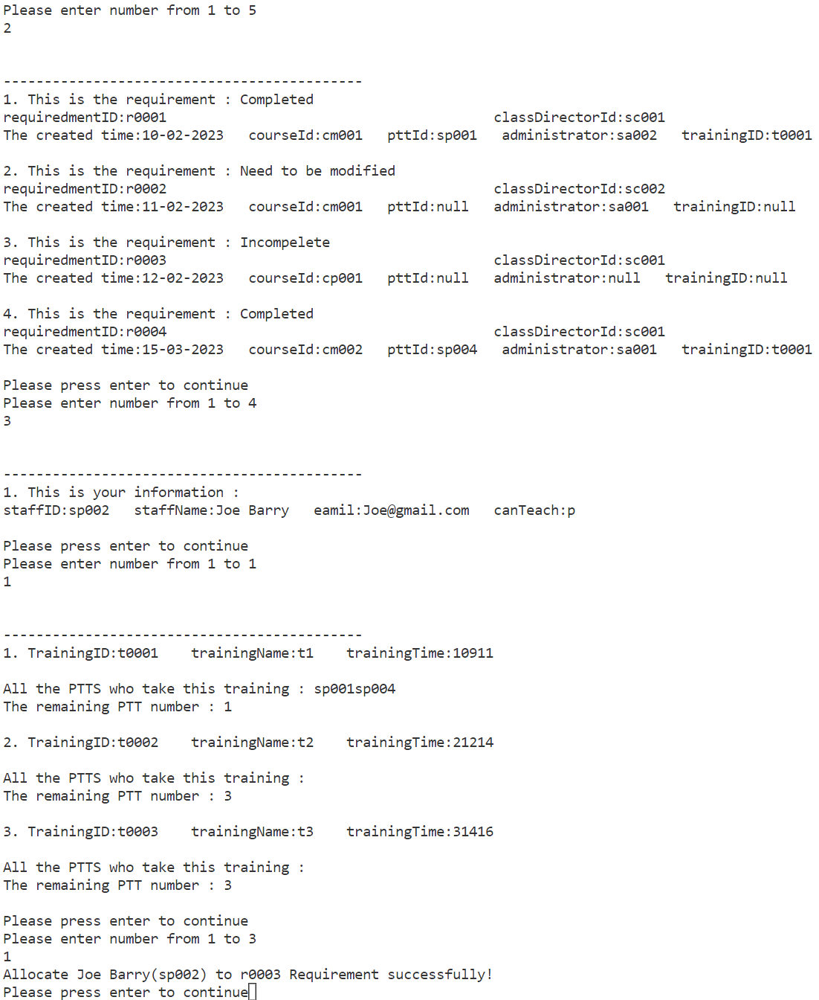 Please enter number from 1 to 5
2
--------------------------------------------
1. This is the requirement : Completed
requiredmentID:r0001 classDirectorId:sc001
The created time:10-02-2023 courseId:cm001 pttId:sp001 administrator:sa002 trainingID:t0001
2. This is the requirement : Need to be modified
requiredmentID:r0002 classDirectorId:sc002
The created time:11-02-2023 courseId:cm001 pttId:null administrator:sa001 trainingID:null
3. This is the requirement : Incompelete
requiredmentID:r0003 classDirectorId:sc001
The created time:12-02-2023 courseId:cp001 pttId:null administrator:null trainingID:null
4. This is the requirement : Completed
requiredmentID:r0004 classDirectorId:sc001
The created time:15-03-2023 courseId:cm002 pttId:sp004 administrator:sa001 trainingID:t0001
Please press enter to continue
Please enter number from 1 to 4
3
--------------------------------------------
1. This is your information :
staffID:sp002 staffName:Joe Barry eamil:Joe@gmail.com canTeach:p
Please press enter to continue
Please enter number from 1 to 1
1
--------------------------------------------
1. TrainingID:t0001 trainingName:t1 trainingTime:10911
All the PTTS who take this training : sp001sp004
The remaining PTT number : 1
2. TrainingID:t0002 trainingName:t2 trainingTime:21214
All the PTTS who take this training :
The remaining PTT number : 3
3. TrainingID:t0003 trainingName:t3 trainingTime:31416
All the PTTS who take this training :
The remaining PTT number : 3
Please press enter to continue
Please enter number from 1 to 3
1
Allocate Joe Barry(sp002) to r0003 Requirement successfully!
Please press enter to continue